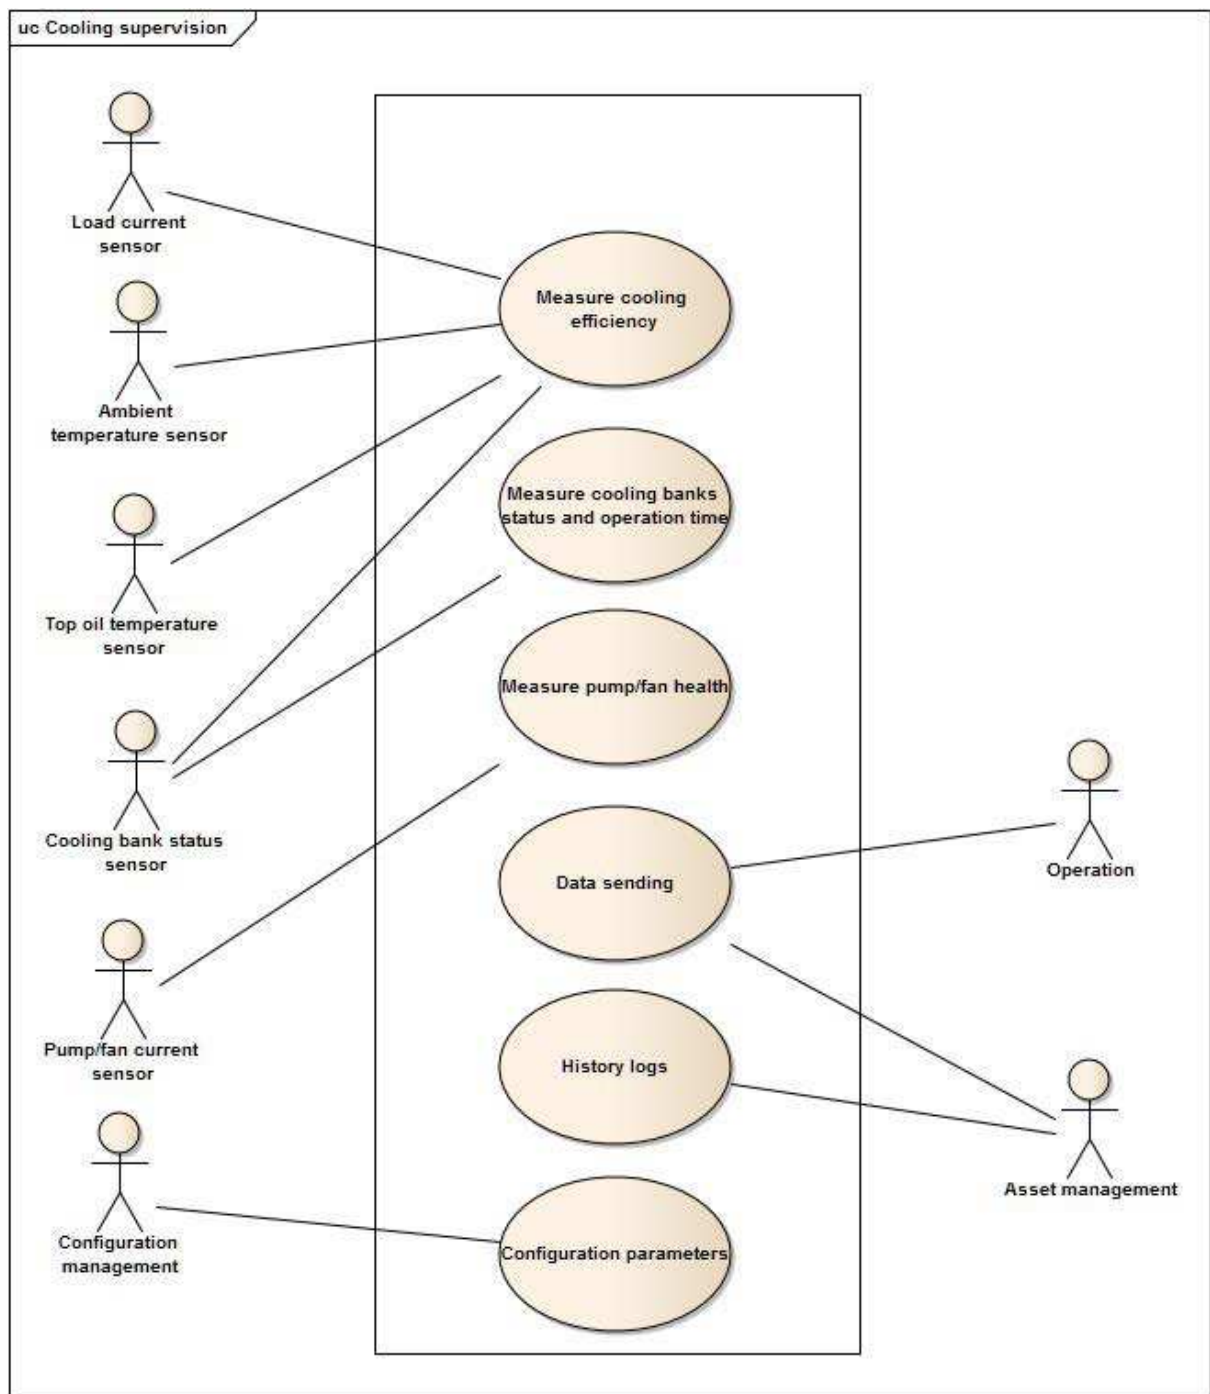 uc Cooling supervision
Load current
sensor
Ambient
temperature sensor
Top oil temperature
sensor
Cooling bank status
sensor
Pump/fan current
sensor
Configuration
management
Measure cooling
efficiency
Measure cooling banks
status and operation time
Measure pump/fan health
Data sending
History logs
Configuration parameters
Operation
Asset management